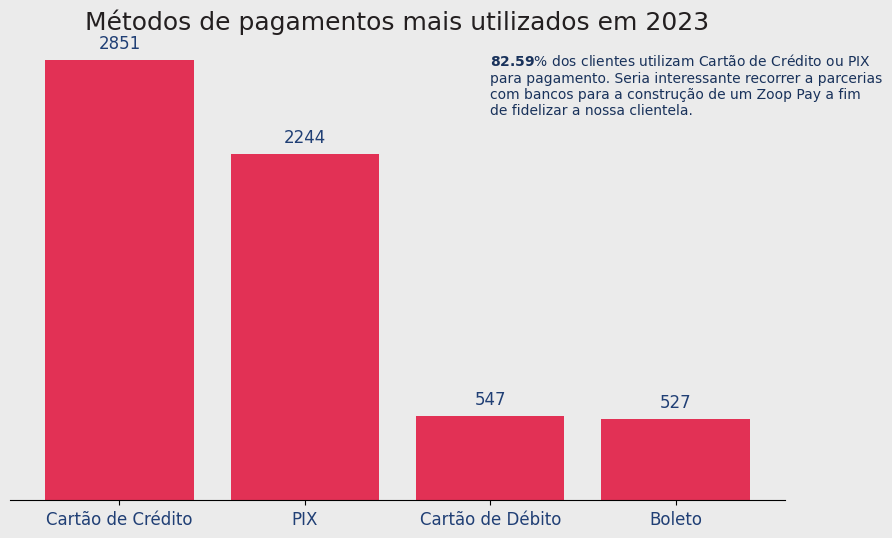 Métodos de pagamentos mais utilizados em 2023
2851
82.59% dos clientes utilizam Cartão de Crédito ou PIX
para pagamento. Seria interessante recorrer a parcerias
com bancos para a construção de um Zoop Pay a fim
de fidelizar a nossa clientela.
2244
547
527
Cartão de Crédito
PIX
Cartão de Débito
Boleto